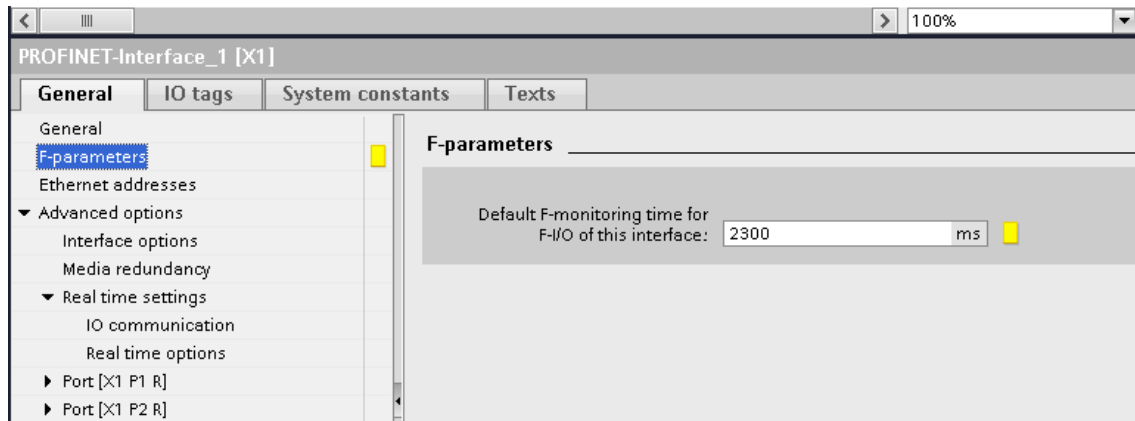 100%
PROFINET-Interface_1 [X1]
General IO tags System constants Texts
General
F-parameters
Ethernet addresses
Advanced options
Interface options
Media redundancy
Real time settings
IO communication
Real time options
Port [X1 P1 R]
Port [X1 P2 R]
F-parameters
Default F-monitoring time for
F-I/O of this interface: 2300 ms